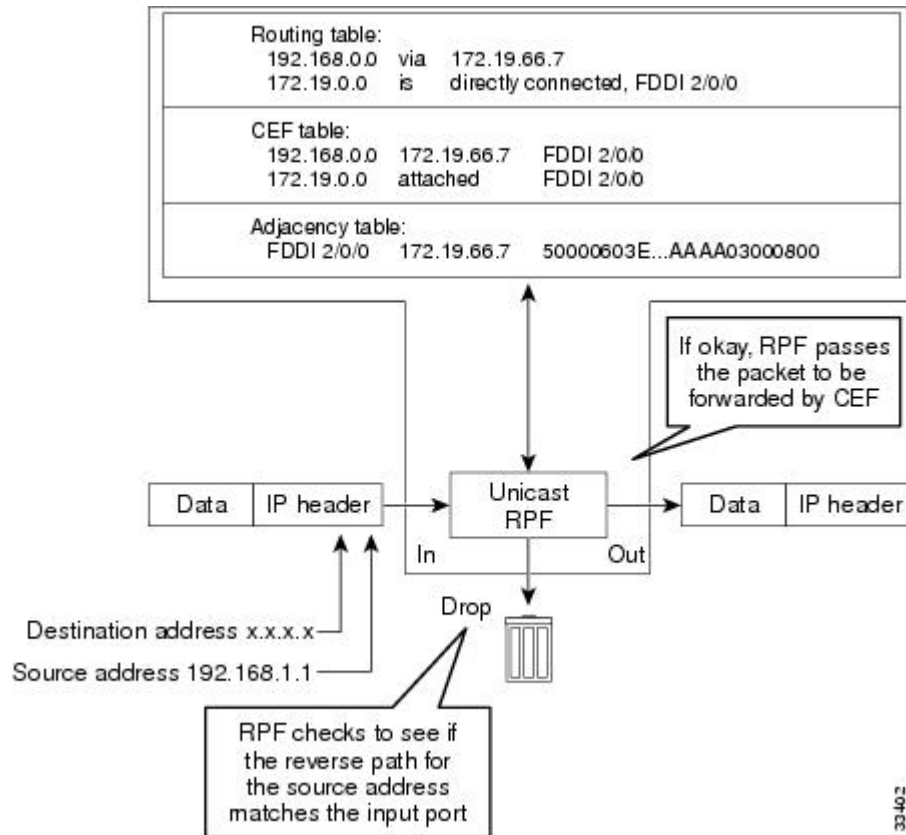 Routing table:
192.168.0.0 via 172.19.66.7
172.19.0.0 is directly connected, FDDI 2/0/0
CEF table:
192.168.0.0 172.19.66.7 FDDI 2/0/0
172.19.0.0 attached FDDI 2/0/0
Adjacency table:
FDDI 2/0/0 172.19.66.7 50000603E...AAAA03000800
If okay, RPF passes
the packet to be
forwarded by CEF
Data IP header
Unicast
RPF
Data IP header
In
Out
Drop
Destination address x.x.x.x
Source address 192.168.1.1
RPF checks to see if
the reverse path for
the source address
matches the input port
33402